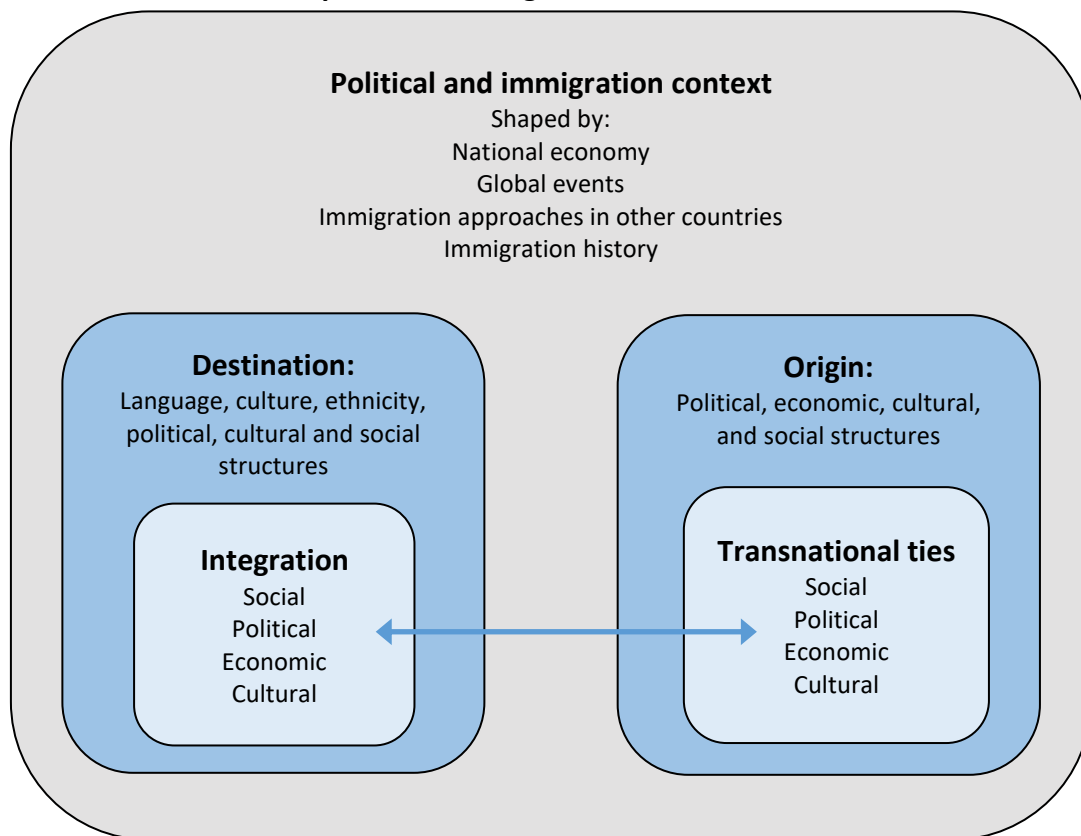 Political and immigration context
Shaped by:
National economy
Global events
Immigration approaches in other countries
Immigration history
Destination:
Language, culture, ethnicity,
political, cultural and social
structures
Integration
Social
Political
Economic
Cultural
Origin:
Political, economic, cultural,
and social structures
Transnational ties
Social
Political
Economic
Cultural